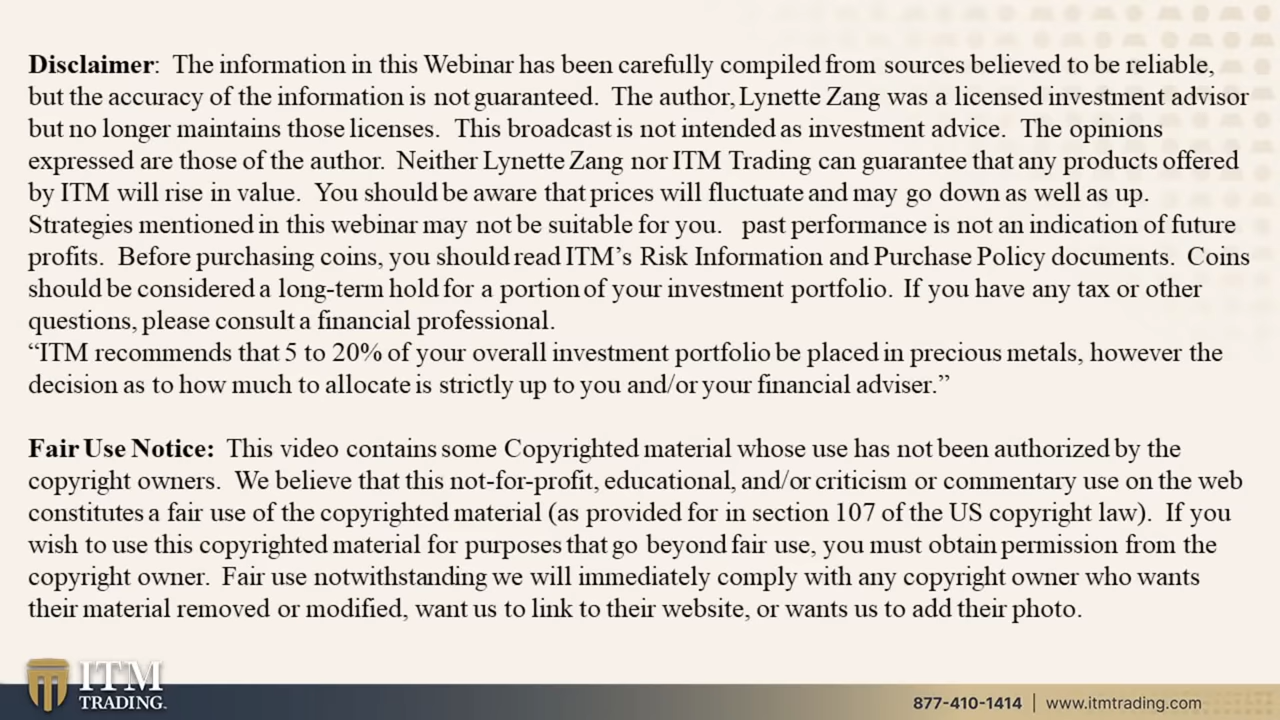 Disclaimer: The information in this Webinar has been carefully compiled from sources believed to be reliable,
but the accuracy of the information is not guaranteed. The author, Lynette Zang was a licensed investment advisor
but no longer maintains those licenses. This broadcast is not intended as investment advice. The opinions
expressed are those of the author. Neither Lynette Zang nor ITM Trading can guarantee that any products offered
by ITM will rise in value. You should be aware that prices will fluctuate and may go down as well as up.
Strategies mentioned in this webinar may not be suitable for you. past performance is not an indication of future
profits. Before purchasing coins, you should read ITM’s Risk Information and Purchase Policy documents. Coins
should be considered a long-term hold for a portion of your investment portfolio. If you have any tax or other
questions, please consult a financial professional.
“ITM recommends that 5 to 20% of your overall investment portfolio be placed in precious metals, however the
decision as to how much to allocate is strictly up to you and/or your financial adviser.”
Fair Use Notice: This video contains some Copyrighted material whose use has not been authorized by the
copyright owners. We believe that this not-for-profit, educational, and/or criticism or commentary use on the web
constitutes a fair use of the copyrighted material (as provided for in section 107 of the US copyright law). If you
wish to use this copyrighted material for purposes that go beyond fair use, you must obtain permission from the
copyright owner. Fair use notwithstanding we will immediately comply with any copyright owner who wants
their material removed or modified, want us to link to their website, or wants us to add their photo.
ITM
TRADING
877-410-1414 | www.itmtrading.com